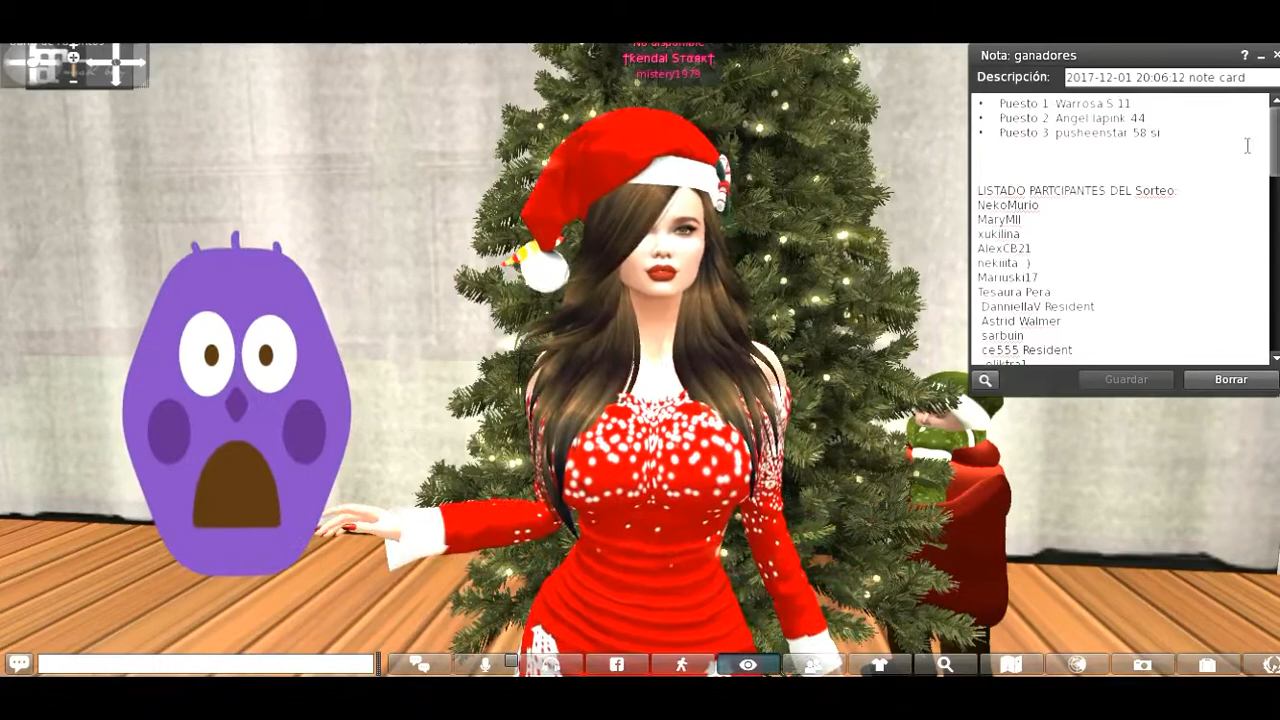 No disponible
†kendal Sταяκ†
mistery1979
Nota: ganadores
Descripción: 2017-12-01 20:06:12 note card
• Puesto 1 Warrosa S 11
• Puesto 2 Angel lapink 44
• Puesto 3 pusheenstar 58 si
LISTADO PARTCIPANTES DEL Sorteo:
NekoMurio
MaryMll
xukilina
AlexCB21
nekiiita )
Mariuski17
Tesaura Pera
DanniellaV Resident
Astrid Walmer
sarbuin
ce555 Resident
Guardar
Borrar